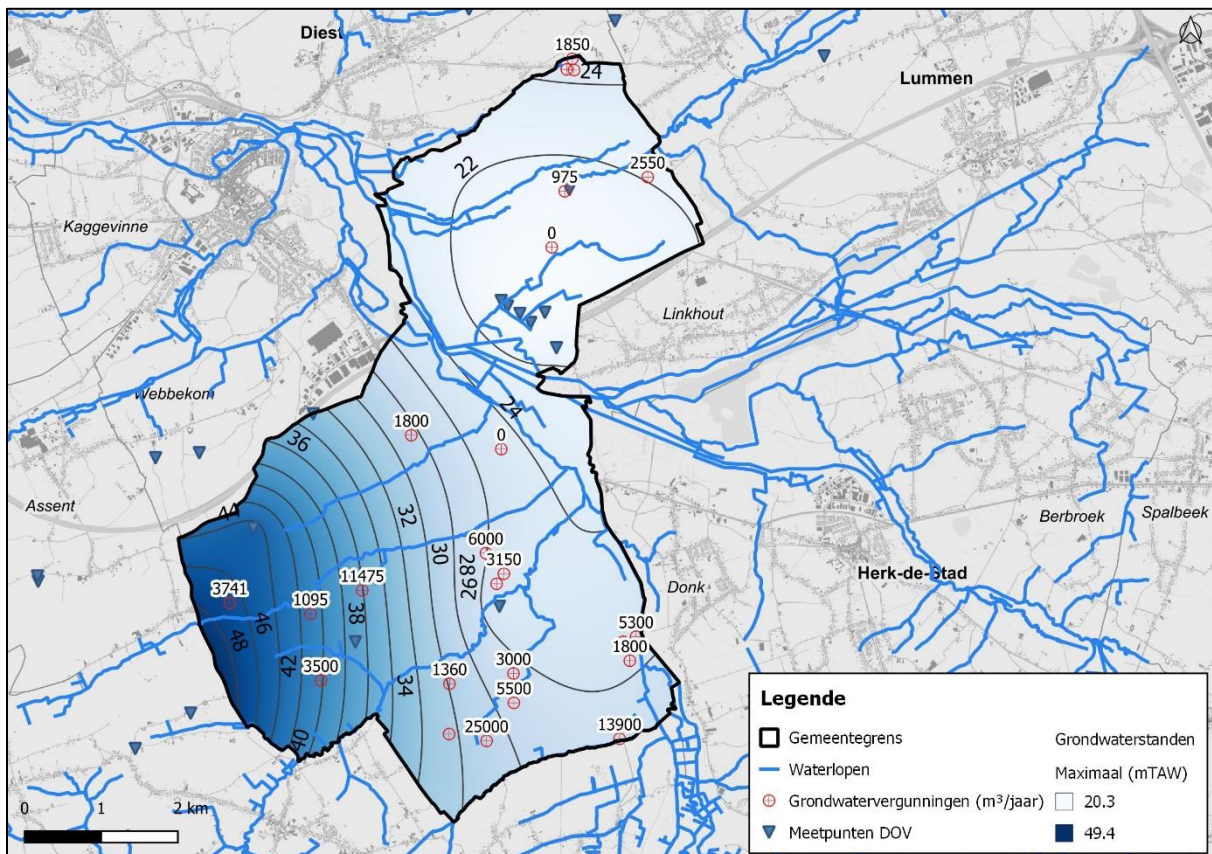 Diest
1850
24
Lummen
22
2550
975
Kaggevinne
0
Linkhout
Webbekom
24
36
1800
0
Assent
44
32
Berbroek
Spalbeek
6000
30
28
26
3150
Donk
Herk-de-Stad
11475
3741
1095
38
46
5300
48
42
1800
3500
1360
34
3000
5500
40
25000
13900
0 1 2 km
Legende
Gemeentegrens
Waterlopen
Grondwatervergunningen (m³/jaar)
Meetpunten DOV
Grondwaterstanden
Maximaal (mTAW)
20.3
49.4